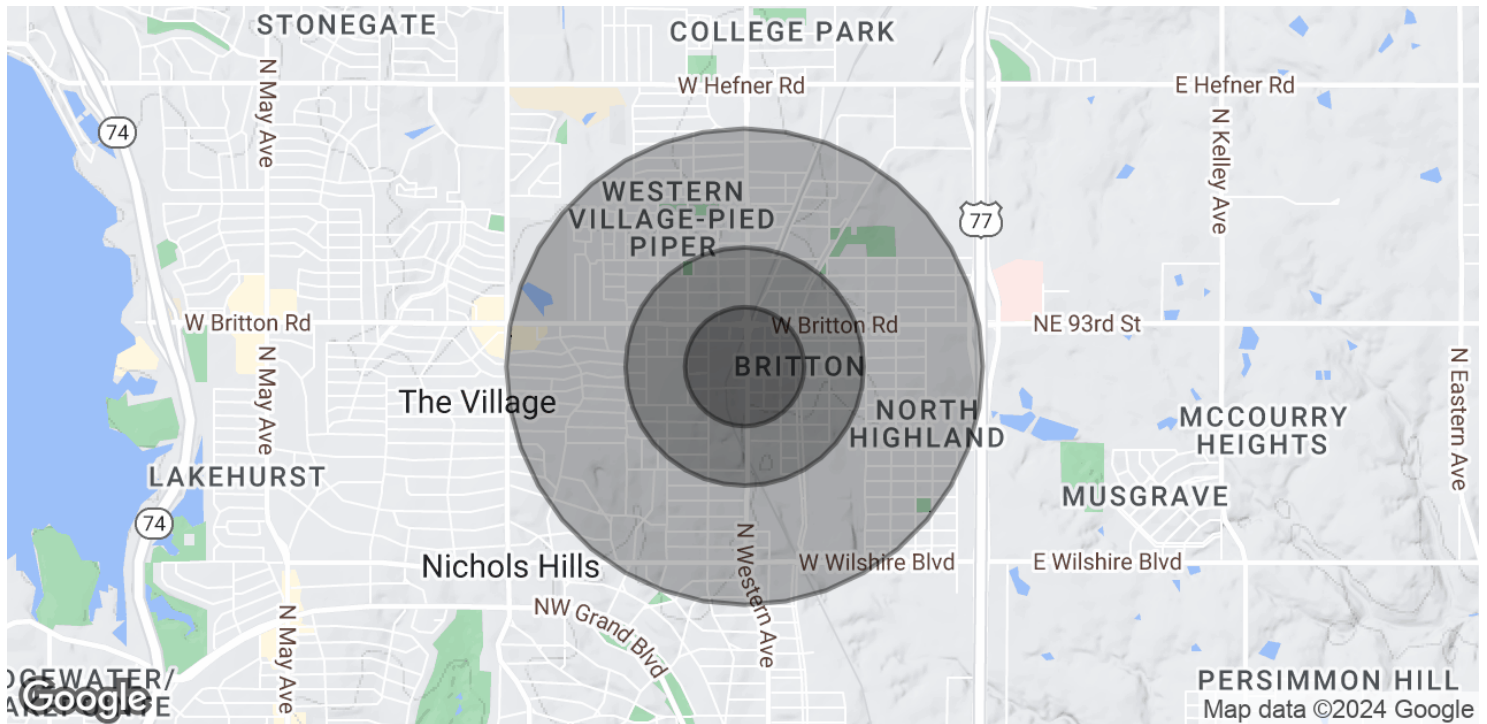 STONEGATE
COLLEGE PARK
N May Ave
W Hefner Rd
E Hefner Rd
74
N Kelley Ave
WESTERN
VILLAGE-PIED
PIPER
77
W Britton Rd
W Britton Rd
NE 93rd St
N May Ave
BRITTON
N Eastern Ave
The Village
NORTH
HIGHLAND
MCCOURRY
HEIGHTS
LAKEHURST
MUSGRAVE
74
N Western Ave
Nichols Hills
W Wilshire Blvd
E Wilshire Blvd
NW Grand Blvd
N May Ave
DGEWATER/
Google
PERSIMMON HILL
Map data ©2024 Google